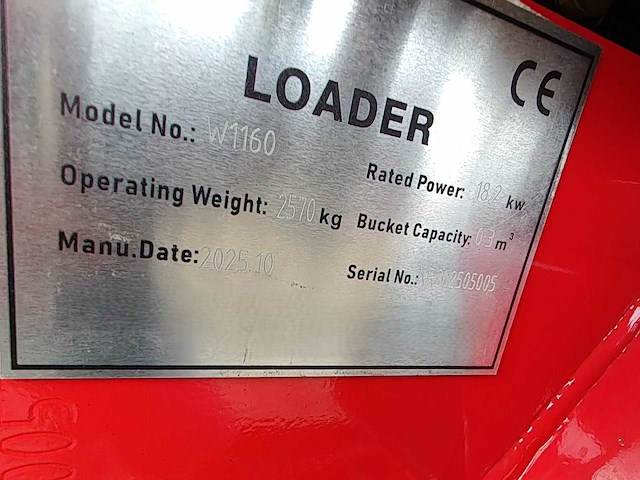 LOADER CE
Model No.: W1160
Rated Power: 18.2 kw
Operating Weight: 2570 kg
Bucket Capacity: 0.3 m³
Manu.Date: 2025.10
Serial No.: